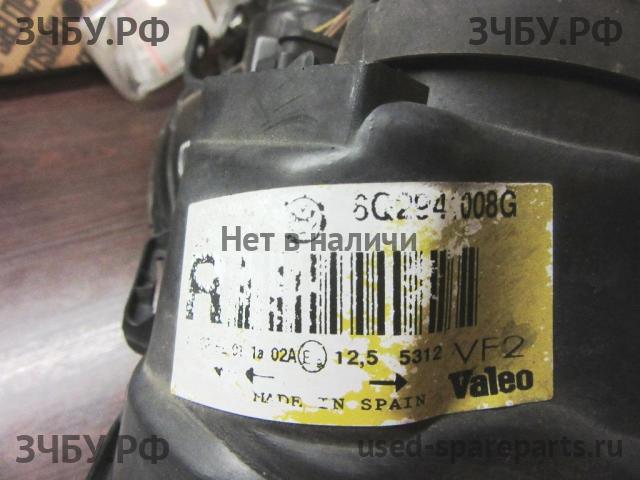 ЗЧБУ.РФ
ЗЧБУ.РФ
6Q2941008G
Нет в наличи
R
1a 02A E 12,5 5312 VF2
Valeo
MADE IN SPAIN
ЗЧБУ.РФ
used-spareparts.ru